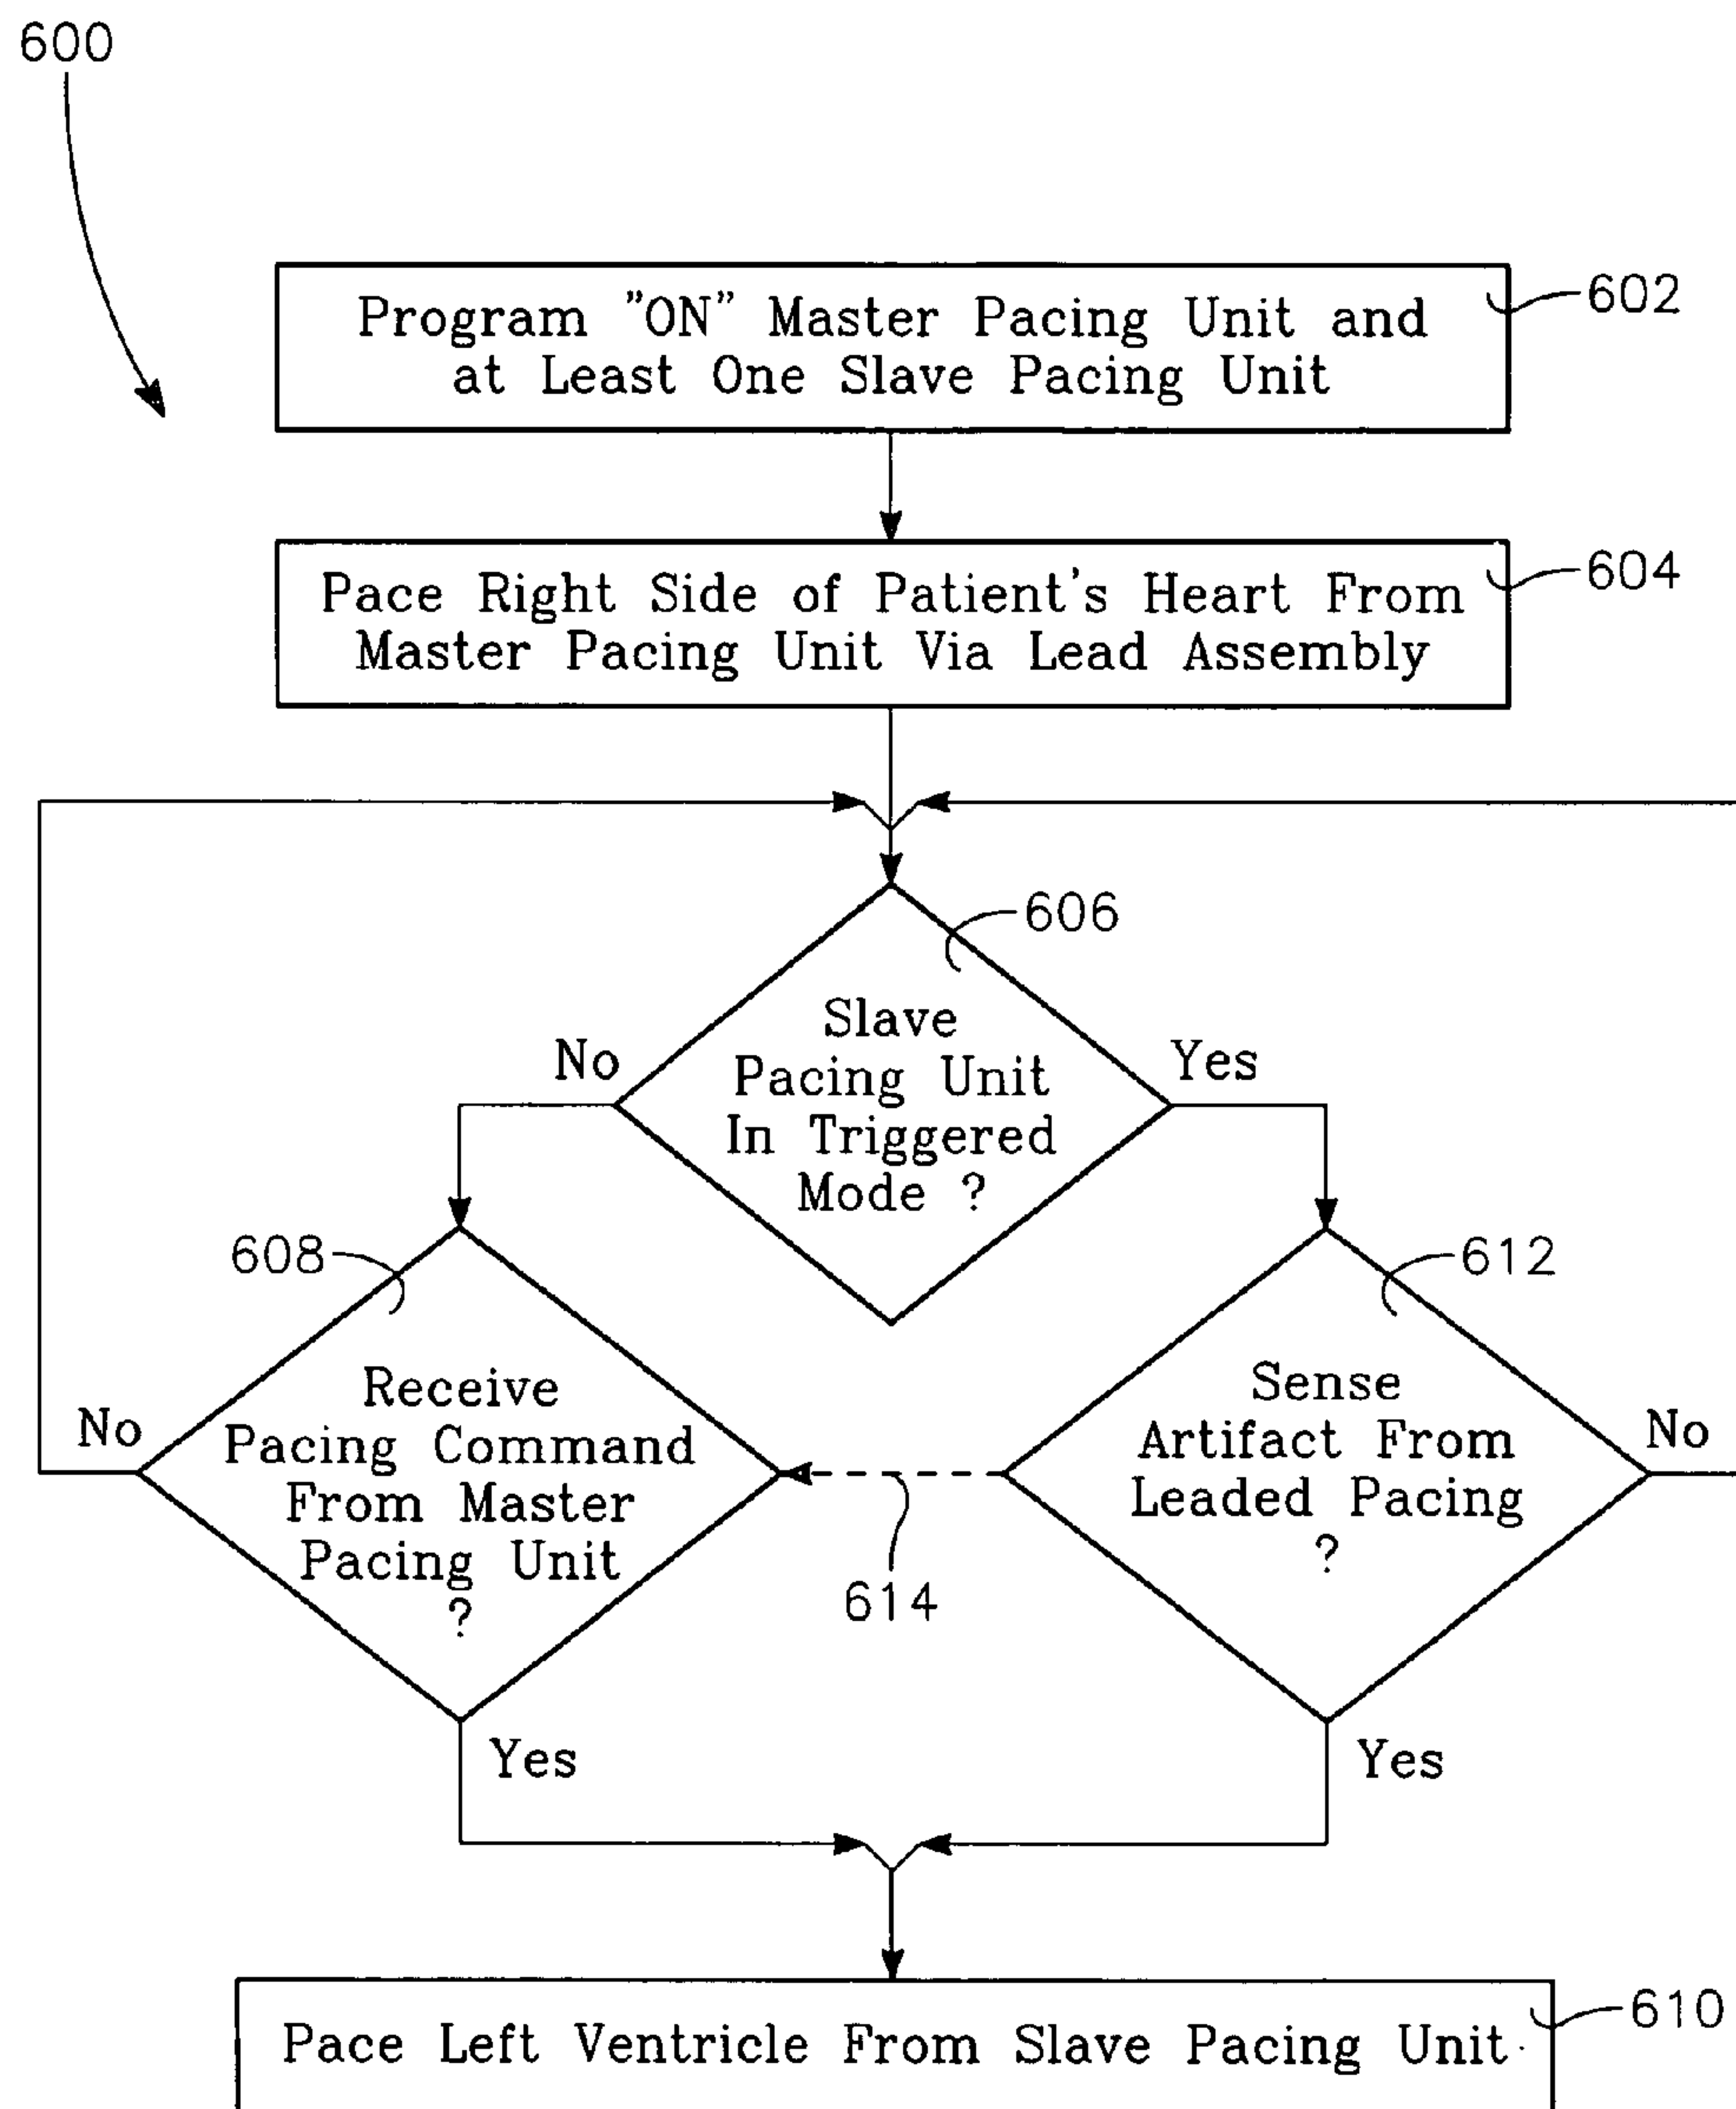 600
Program "ON" Master Pacing Unit and
at Least One Slave Pacing Unit
602
Pace Right Side of Patient's Heart From
Master Pacing Unit Via Lead Assembly
604
606
Slave
Pacing Unit
In Triggered
Mode ?
No
Yes
608
Receive
Pacing Command
From Master
Pacing Unit
?
No
Yes
612
Sense
Artifact From
Leaded Pacing
?
No
Yes
614
Pace Left Ventricle From Slave Pacing Unit
610